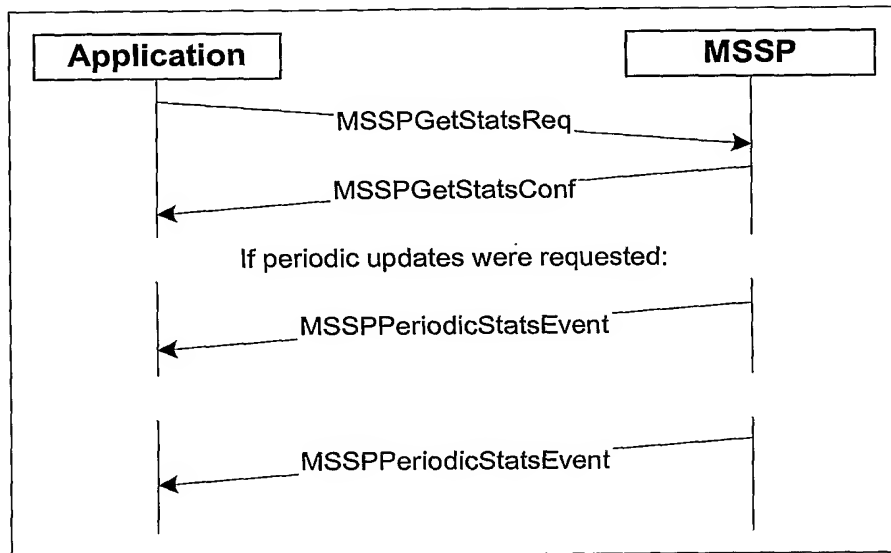 Application
MSSP
MSSPGetStatsReq
MSSPGetStatsConf
If periodic updates were requested:
MSSPPeriodicStatsEvent
MSSPPeriodicStatsEvent